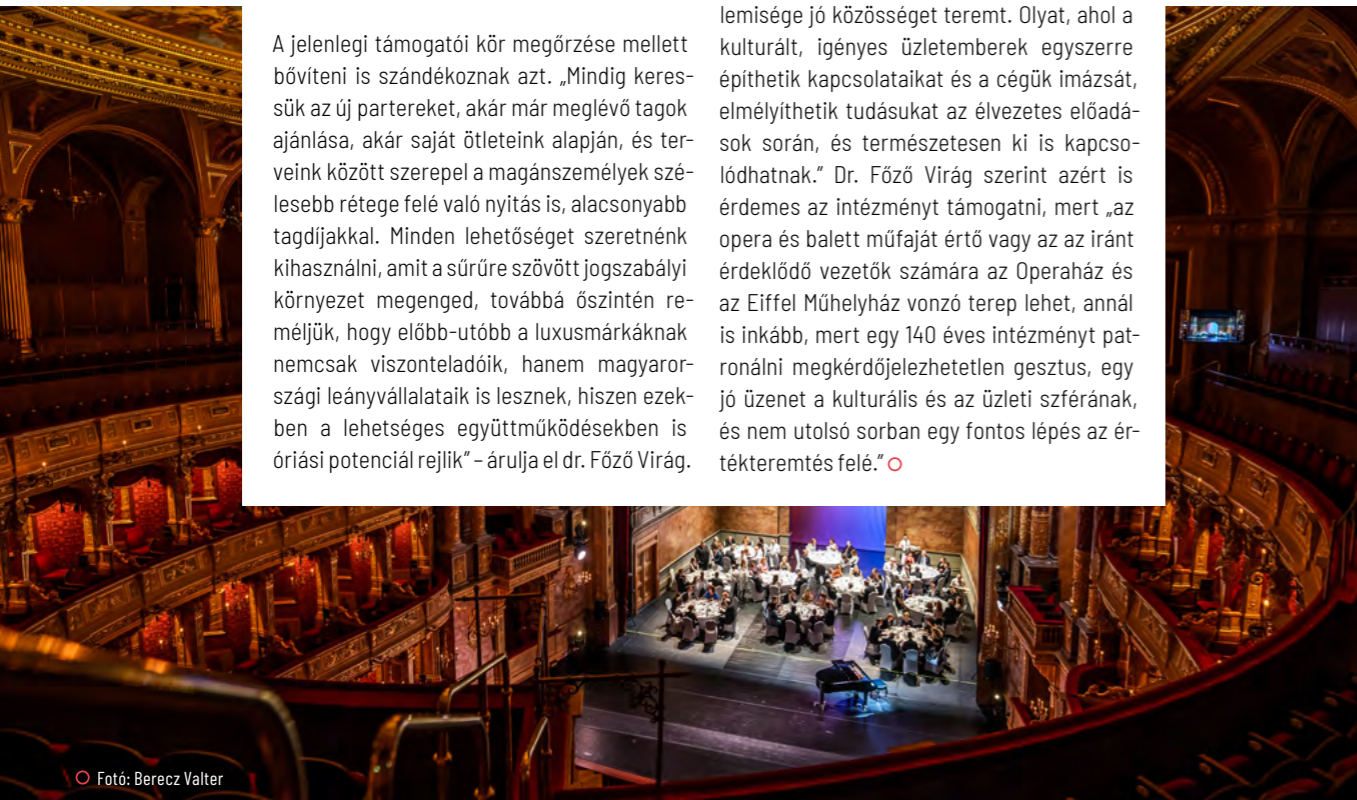 A jelenlegi támogatói kör megőrzése mellett
bővíteni is szándékoznak azt. „Mindig keres-
sük az új partereket, akár már meglévő tagok
ajánlása, akár saját ötleteink alapján, és ter-
veink között szerepel a magánszemélyek szé-
lesebb rétege felé való nyitás is, alacsonyabb
tagdíjakkal. Minden lehetőséget szeretnénk
kihasználni, amit a sűrűre szövött jogszabályi
környezet megenged, továbbá őszintén re-
méljük, hogy előbb-utóbb a luxusmárkáknak
nemcsak viszonteladóik, hanem magyaror-
szági leányvállalataik is lesznek, hiszen ezek-
ben a lehetséges együttműködésekben is
óriási potenciál rejlik” – árulja el dr. Főző Virág.
lemisége jó közösséget teremt. Olyat, ahol a
kulturált, igényes üzletemberek egyszerre
építhetik kapcsolataikat és a cégük imázsát,
elmélyíthetik tudásukat az élvezetes előadá-
sok során, és természetesen ki is kapcso-
lódhatnak.” Dr. Főző Virág szerint azért is
érdemes az intézményt támogatni, mert „az
opera és balett műfaját értő vagy az az iránt
érdeklődő vezetők számára az Operaház és
az Eiffel Műhelyház vonzó terep lehet, annál
is inkább, mert egy 140 éves intézményt pat-
ronálni megkérdőjelezhetetlen gesztus, egy
jó üzenet a kulturális és az üzleti szférának,
és nem utolsó sorban egy fontos lépés az ér-
tékteremtés felé.”
Fotó: Berecz Valter